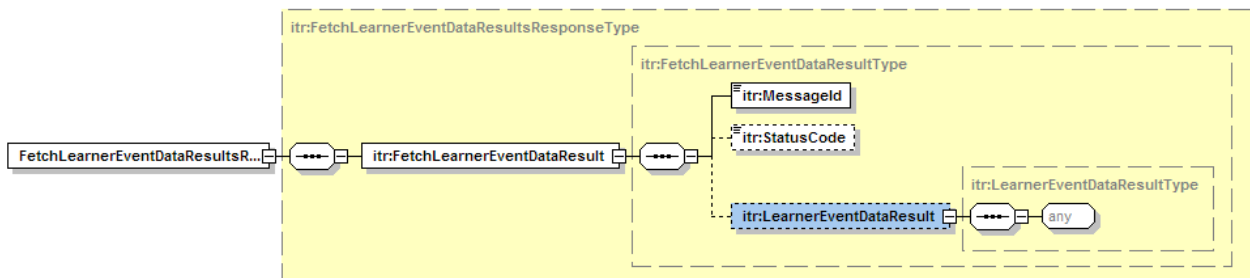 itr:FetchLearnerEventDataResultsResponseType
itr:FetchLearnerEventDataResultType
itr:MessageId
itr:StatusCode
FetchLearnerEventDataResultsR...
itr:FetchLearnerEventDataResult
itr:LearnerEventDataResultType
itr:LearnerEventDataResult
any